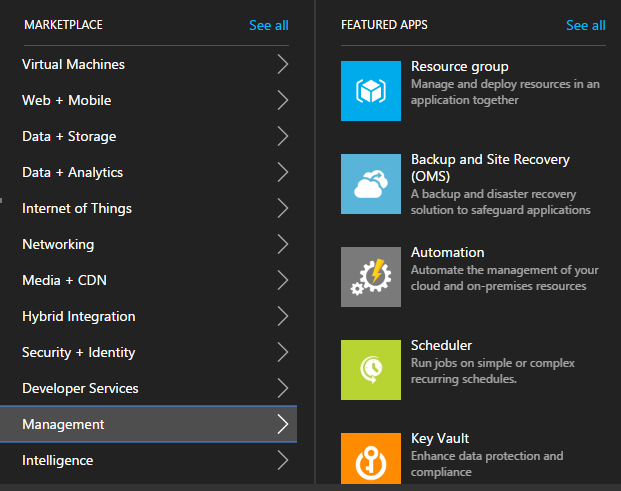 MARKETPLACE See all
Virtual Machines
Web + Mobile
Data + Storage
Data + Analytics
Internet of Things
Networking
Media + CDN
Hybrid Integration
Security + Identity
Developer Services
Management
Intelligence
FEATURED APPS See all
Resource group
Manage and deploy resources in an
application together
Backup and Site Recovery
(OMS)
A backup and disaster recovery
solution to safeguard applications
Automation
Automate the management of your
cloud and on-premises resources
Scheduler
Run jobs on simple or complex
recurring schedules.
Key Vault
Enhance data protection and
compliance